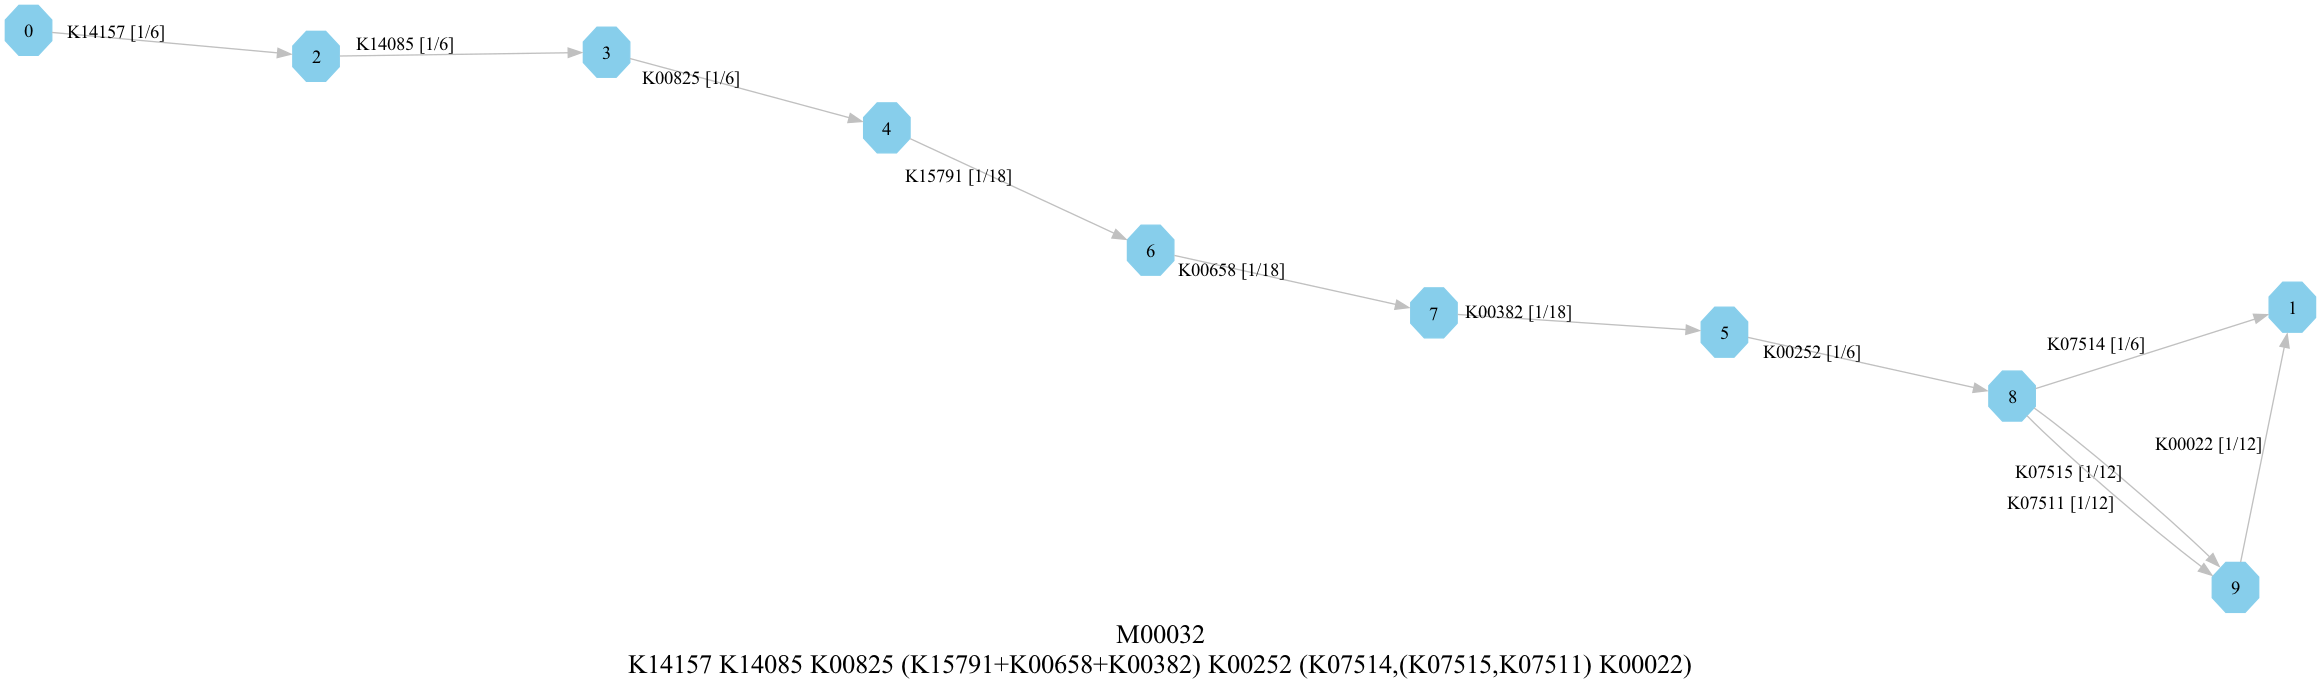 0
K14157 [1/6]
2
K14085 [1/6]
3
K00825 [1/6]
4
K15791 [1/18]
6
K00658 [1/18]
7
K00382 [1/18]
5
K00252 [1/6]
8
K07514 [1/6]
1
K00022 [1/12]
K07515 [1/12]
K07511 [1/12]
9
M00032
K14157 K14085 K00825 (K15791+K00658+K00382) K00252 (K07514,(K07515,K07511) K00022)